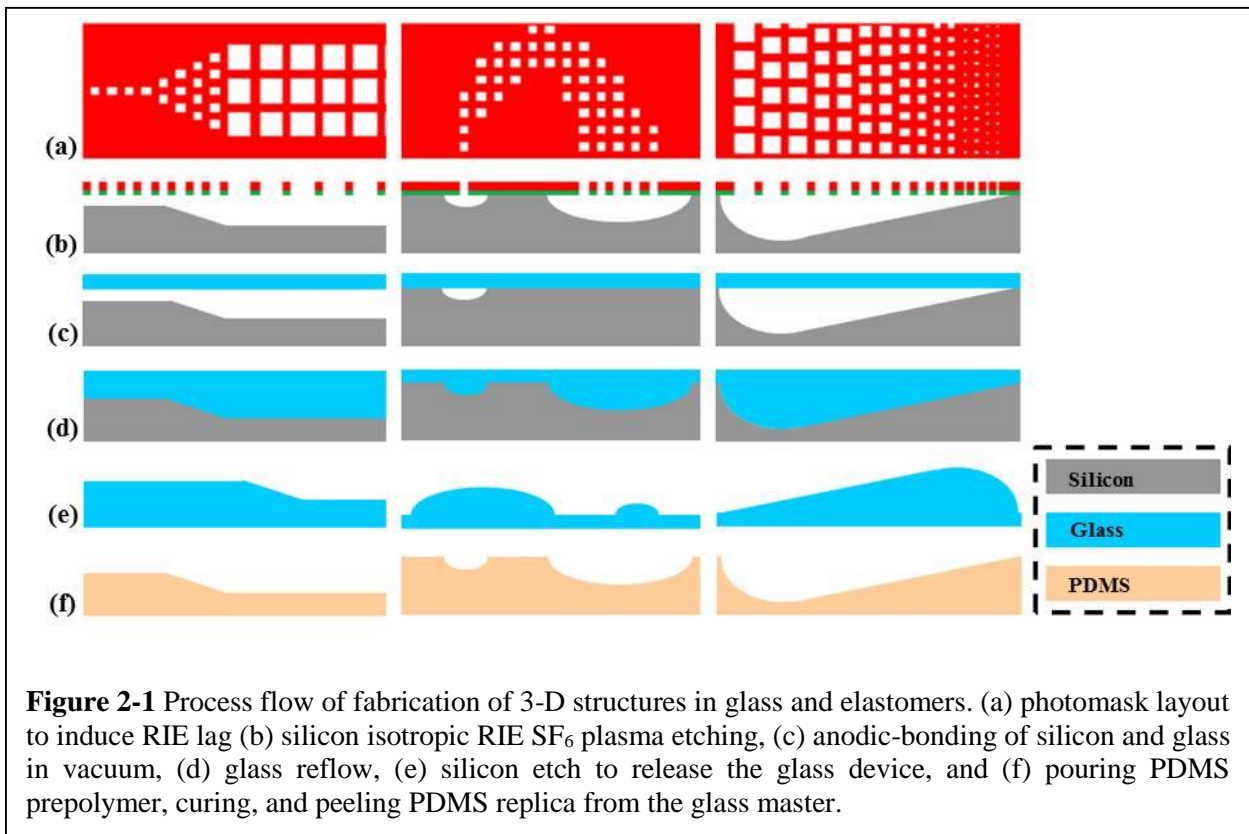 (a)
(b)
(c)
(d)
(e)
(f)
Silicon
Glass
PDMS
Figure 2-1 Process flow of fabrication of 3-D structures in glass and elastomers. (a) photomask layout
to induce RIE lag (b) silicon isotropic RIE SF₆ plasma etching, (c) anodic-bonding of silicon and glass
in vacuum, (d) glass reflow, (e) silicon etch to release the glass device, and (f) pouring PDMS
prepolymer, curing, and peeling PDMS replica from the glass master.